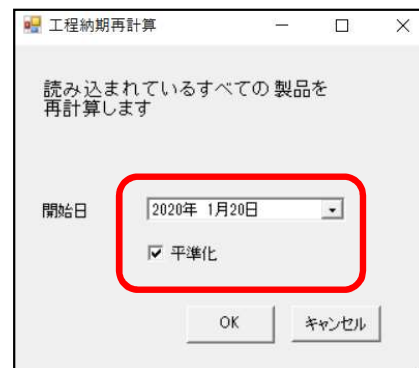 工程納期再計算
読み込まれているすべての製品を
再計算します
開始日
2020年 1月20日
平準化
OK
キャンセル